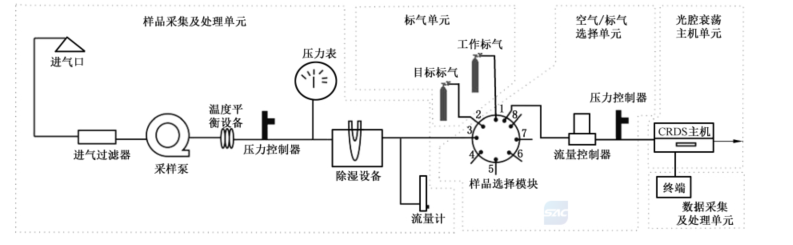 样品采集及处理单元
标气单元
空气/标气
选择单元
光腔衰荡
主机单元
进气口
压力表
工作标气
目标标气
温度平
衡设备
压力控制器
进气过滤器
采样泵
压力控制器
除湿设备
流量计
1
2
3
4
5
6
7
8
样品选择模块
流量控制器
CRDS主机
终端
数据采集
及处理单元
SAC